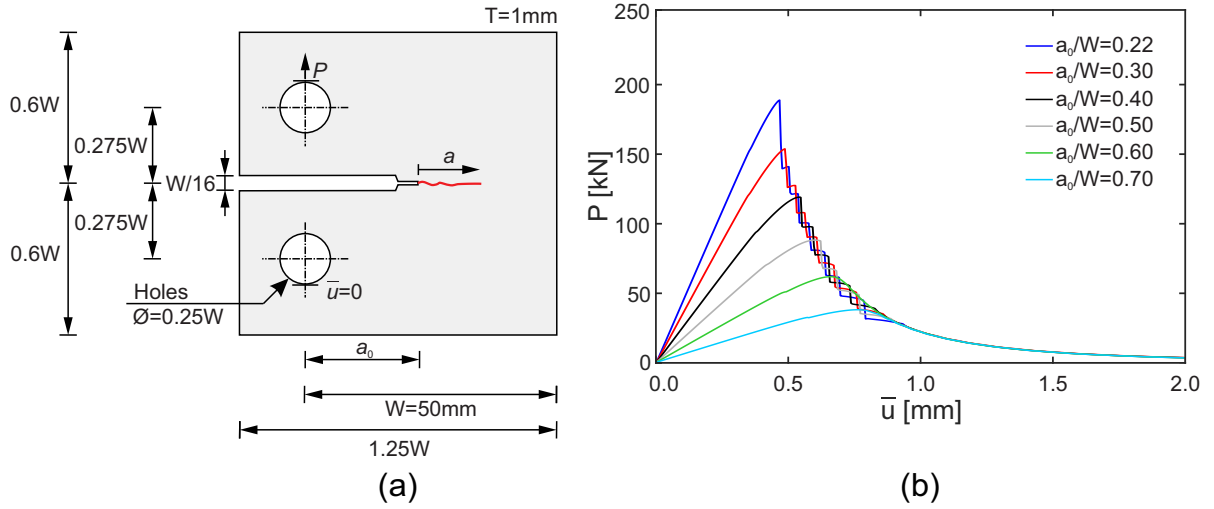 T=1mm
P
0.6W
0.275W
a
W/16
0.275W
0.6W
Holes
Ø=0.25W
u̅=0
a₀
W=50mm
1.25W
(a)
250
200
150
100
50
0
P [kN]
a₀/W=0.22
a₀/W=0.30
a₀/W=0.40
a₀/W=0.50
a₀/W=0.60
a₀/W=0.70
0.0 0.5 1.0 1.5 2.0
u̅ [mm]
(b)